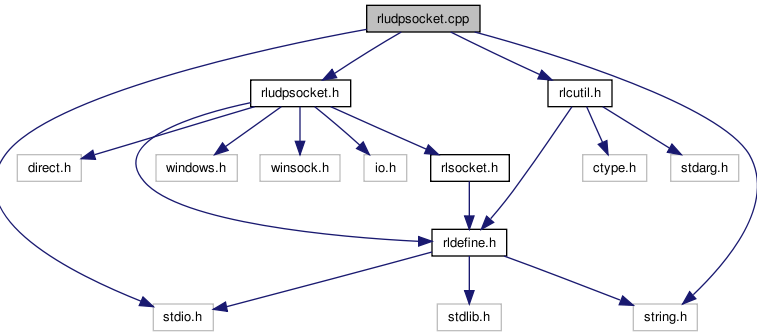 rludpsocket.cpp
rludpsocket.h
rlcutil.h
direct.h
windows.h
winsock.h
io.h
rlsocket.h
ctype.h
stdarg.h
rldefine.h
stdio.h
stdlib.h
string.h